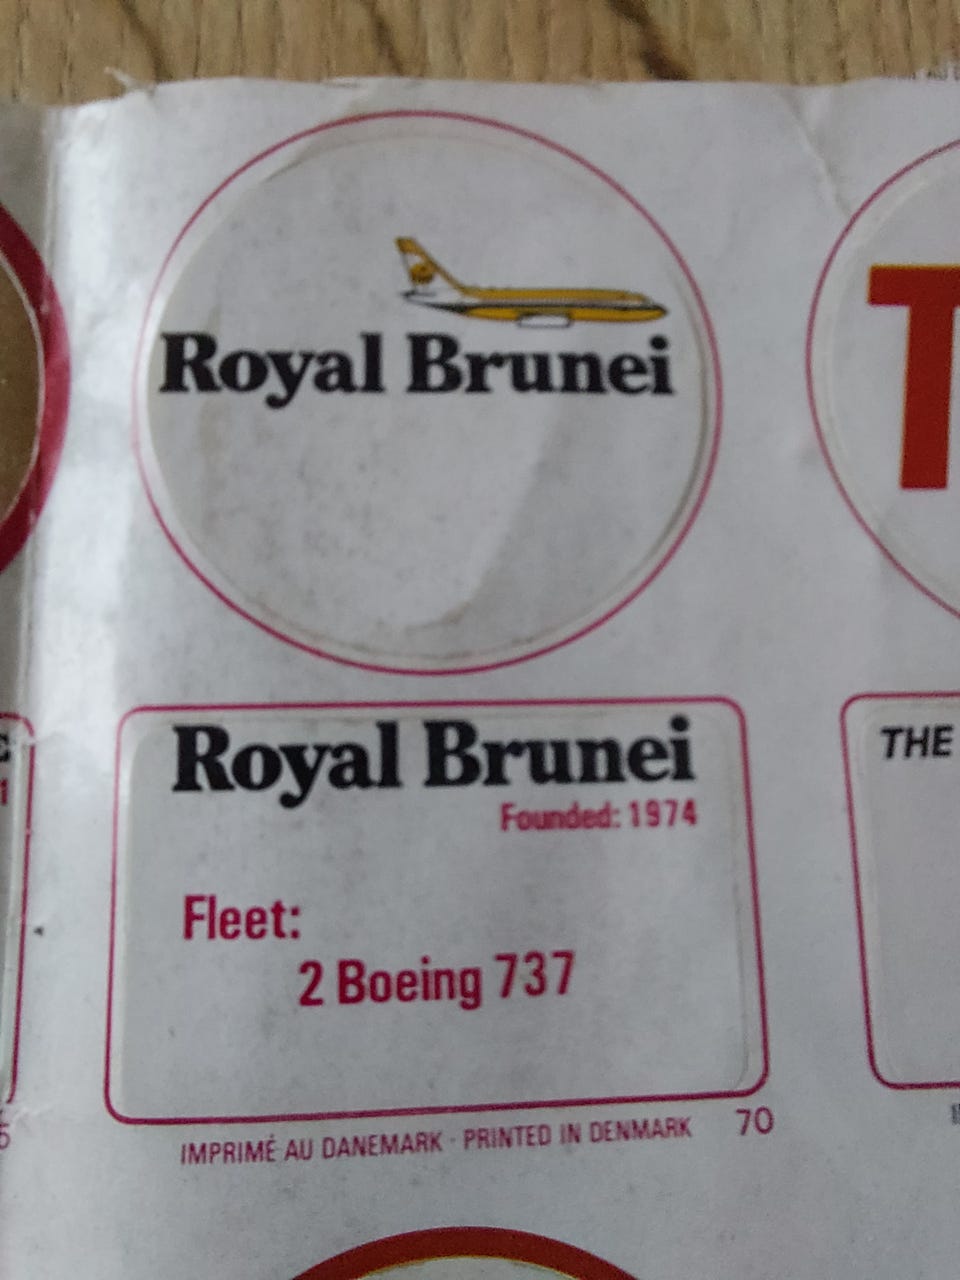 Royal Brunei
T
Royal Brunei
Founded: 1974
Fleet:
2 Boeing 737
IMPRIMÉ AU DANEMARK · PRINTED IN DENMARK
70
THE